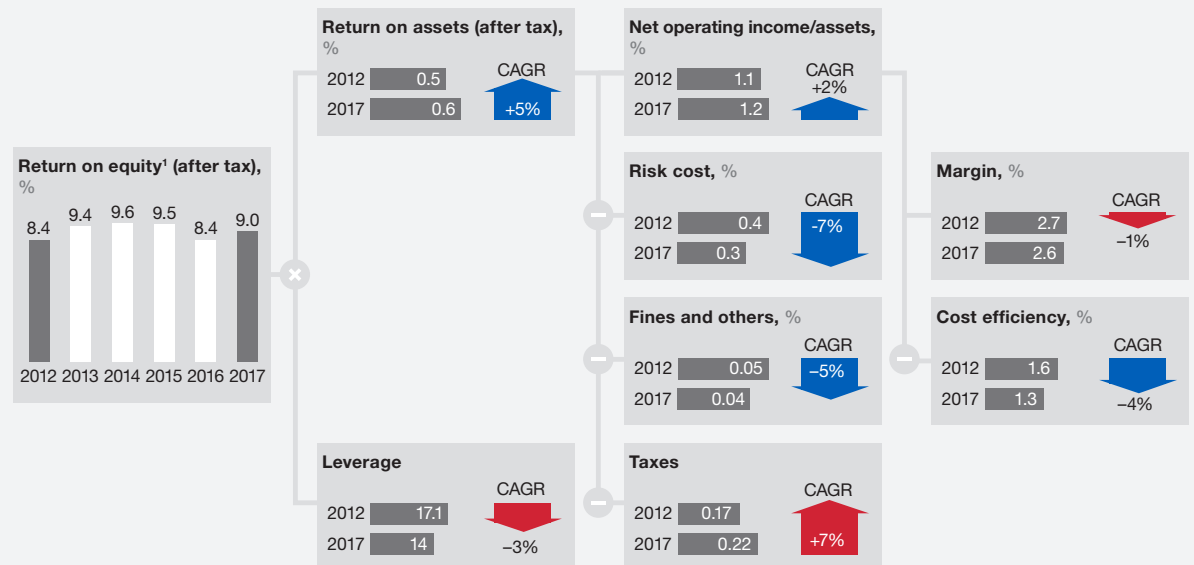 Return on equity¹ (after tax),
%
8.4 9.4 9.6 9.5 8.4 9.0
2012 2013 2014 2015 2016 2017
×
Return on assets (after tax),
%
CAGR
2012 0.5
2017 0.6
+5%
Leverage
CAGR
2012 17.1
2017 14
–3%
Net operating income/assets,
%
CAGR
+2%
2012 1.1
2017 1.2
–
Risk cost, %
CAGR
2012 0.4
-7%
2017 0.3
–
Fines and others, %
CAGR
2012 0.05
–5%
2017 0.04
–
Taxes
CAGR
2012 0.17
2017 0.22
+7%
Margin, %
CAGR
2012 2.7
2017 2.6
–1%
–
Cost efficiency, %
CAGR
2012 1.6
2017 1.3
–4%